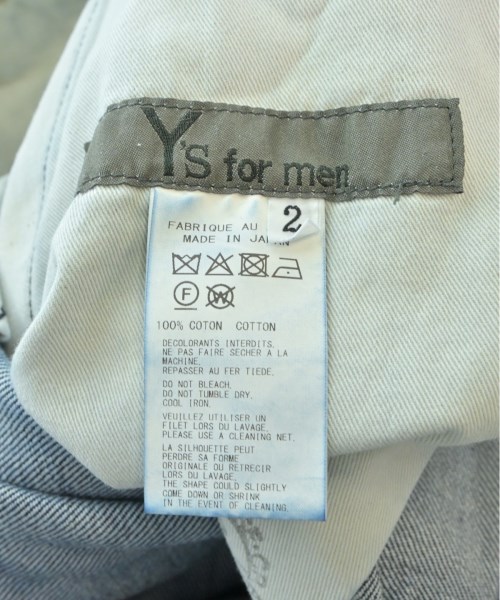 Y's for men
2
FABRIQUE AU
MADE IN JAPAN
F
W
100% COTON COTTON
DECOLORANTS INTERDITS.
NE PAS FAIRE SECHER A LA
MACHINE.
REPASSER AU FER TIEDE.
DO NOT BLEACH.
DO NOT TUMBLE DRY.
COOL IRON.
VEUILLEZ UTILISER UN
FILET LORS DU LAVAGE.
PLEASE USE A CLEANING NET.
LA SILHOUETTE PEUT
PERDRE SA FORME
ORIGINALE OU RETRECIR
LORS DU LAVAGE.
THE SHAPE COULD SLIGHTLY
COME DOWN OR SHRINK
IN THE EVENT OF CLEANING.